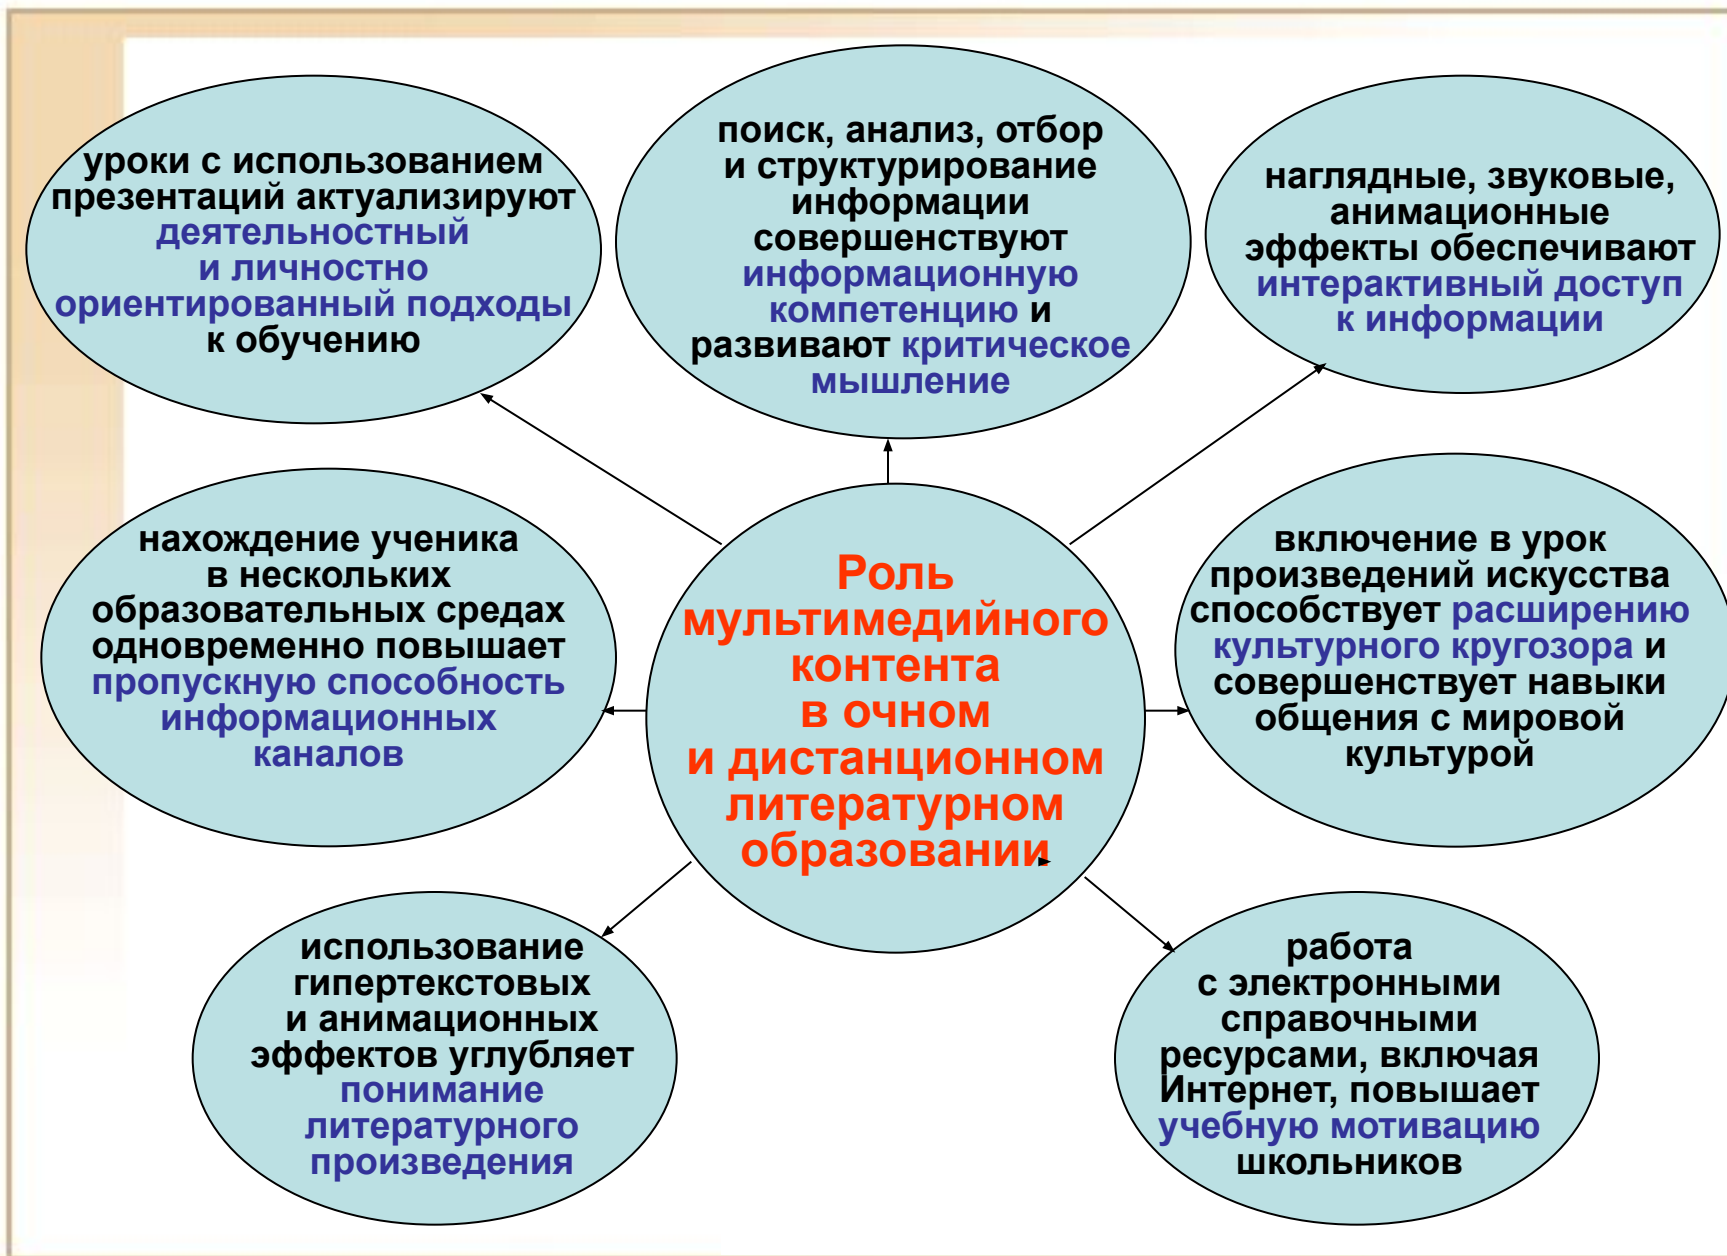 уроки с использованием
презентаций актуализируют
деятельностный
и личностно
ориентированный подходы
к обучению
поиск, анализ, отбор
и структурирование
информации
совершенствуют
информационную
компетенцию и
развивают критическое
мышление
наглядные, звуковые,
анимационные
эффекты обеспечивают
интерактивный доступ
к информации
нахождение ученика
в нескольких
образовательных средах
одновременно повышает
пропускную способность
информационных
каналов
Роль
мультимедийного
контента
в очном
и дистанционном
литературном
образовании
включение в урок
произведений искусства
способствует расширению
культурного кругозора и
совершенствует навыки
общения с мировой
культурой
использование
гипертекстовых
и анимационных
эффектов углубляет
понимание
литературного
произведения
работа
с электронными
справочными
ресурсами, включая
Интернет, повышает
учебную мотивацию
школьников